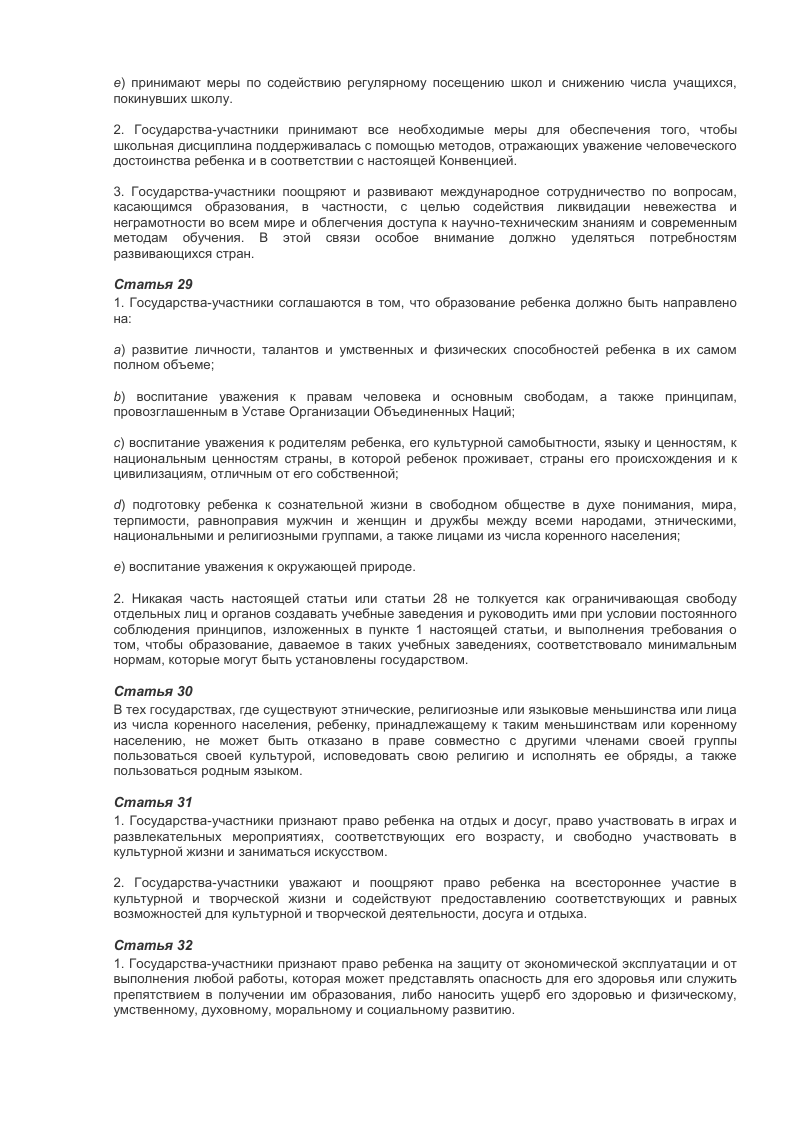 e) принимают меры по содействию регулярному посещению школ и снижению числа учащихся,
покинувших школу.
2. Государства-участники принимают все необходимые меры для обеспечения того, чтобы
школьная дисциплина поддерживалась с помощью методов, отражающих уважение человеческого
достоинства ребенка и в соответствии с настоящей Конвенцией.
3. Государства-участники поощряют и развивают международное сотрудничество по вопросам,
касающимся образования, в частности, с целью содействия ликвидации невежества и
неграмотности во всем мире и облегчения доступа к научно-техническим знаниям и современным
методам обучения. В этой связи особое внимание должно уделяться потребностям
развивающихся стран.
Статья 29
1. Государства-участники соглашаются в том, что образование ребенка должно быть направлено
на:
a) развитие личности, талантов и умственных и физических способностей ребенка в их самом
полном объеме;
b) воспитание уважения к правам человека и основным свободам, а также принципам,
провозглашенным в Уставе Организации Объединенных Наций;
c) воспитание уважения к родителям ребенка, его культурной самобытности, языку и ценностям, к
национальным ценностям страны, в которой ребенок проживает, страны его происхождения и к
цивилизациям, отличным от его собственной;
d) подготовку ребенка к сознательной жизни в свободном обществе в духе понимания, мира,
терпимости, равноправия мужчин и женщин и дружбы между всеми народами, этническими,
национальными и религиозными группами, а также лицами из числа коренного населения;
e) воспитание уважения к окружающей природе.
2. Никакая часть настоящей статьи или статьи 28 не толкуется как ограничивающая свободу
отдельных лиц и органов создавать учебные заведения и руководить ими при условии постоянного
соблюдения принципов, изложенных в пункте 1 настоящей статьи, и выполнения требования о
том, чтобы образование, даваемое в таких учебных заведениях, соответствовало минимальным
нормам, которые могут быть установлены государством.
Статья 30
В тех государствах, где существуют этнические, религиозные или языковые меньшинства или лица
из числа коренного населения, ребенку, принадлежащему к таким меньшинствам или коренному
населению, не может быть отказано в праве совместно с другими членами своей группы
пользоваться своей культурой, исповедовать свою религию и исполнять ее обряды, а также
пользоваться родным языком.
Статья 31
1. Государства-участники признают право ребенка на отдых и досуг, право участвовать в играх и
развлекательных мероприятиях, соответствующих его возрасту, и свободно участвовать в
культурной жизни и заниматься искусством.
2. Государства-участники уважают и поощряют право ребенка на всестороннее участие в
культурной и творческой жизни и содействуют предоставлению соответствующих и равных
возможностей для культурной и творческой деятельности, досуга и отдыха.
Статья 32
1. Государства-участники признают право ребенка на защиту от экономической эксплуатации и от
выполнения любой работы, которая может представлять опасность для его здоровья или служить
препятствием в получении им образования, либо наносить ущерб его здоровью и физическому,
умственному, духовному, моральному и социальному развитию.